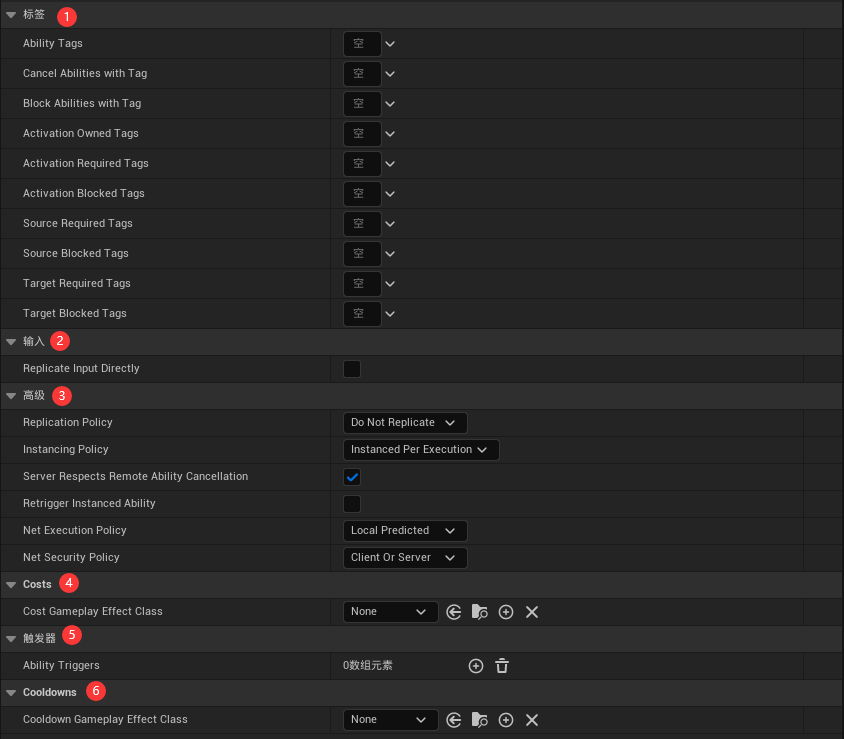 标签 1
Ability Tags 空
Cancel Abilities with Tag 空
Block Abilities with Tag 空
Activation Owned Tags 空
Activation Required Tags 空
Activation Blocked Tags 空
Source Required Tags 空
Source Blocked Tags 空
Target Required Tags 空
Target Blocked Tags 空
输入 2
Replicate Input Directly
高级 3
Replication Policy Do Not Replicate
Instancing Policy Instanced Per Execution
Server Respects Remote Ability Cancellation
Retrigger Instanced Ability
Net Execution Policy Local Predicted
Net Security Policy Client Or Server
Costs 4
Cost Gameplay Effect Class None
触发器 5
Ability Triggers 0数组元素
Cooldowns 6
Cooldown Gameplay Effect Class None